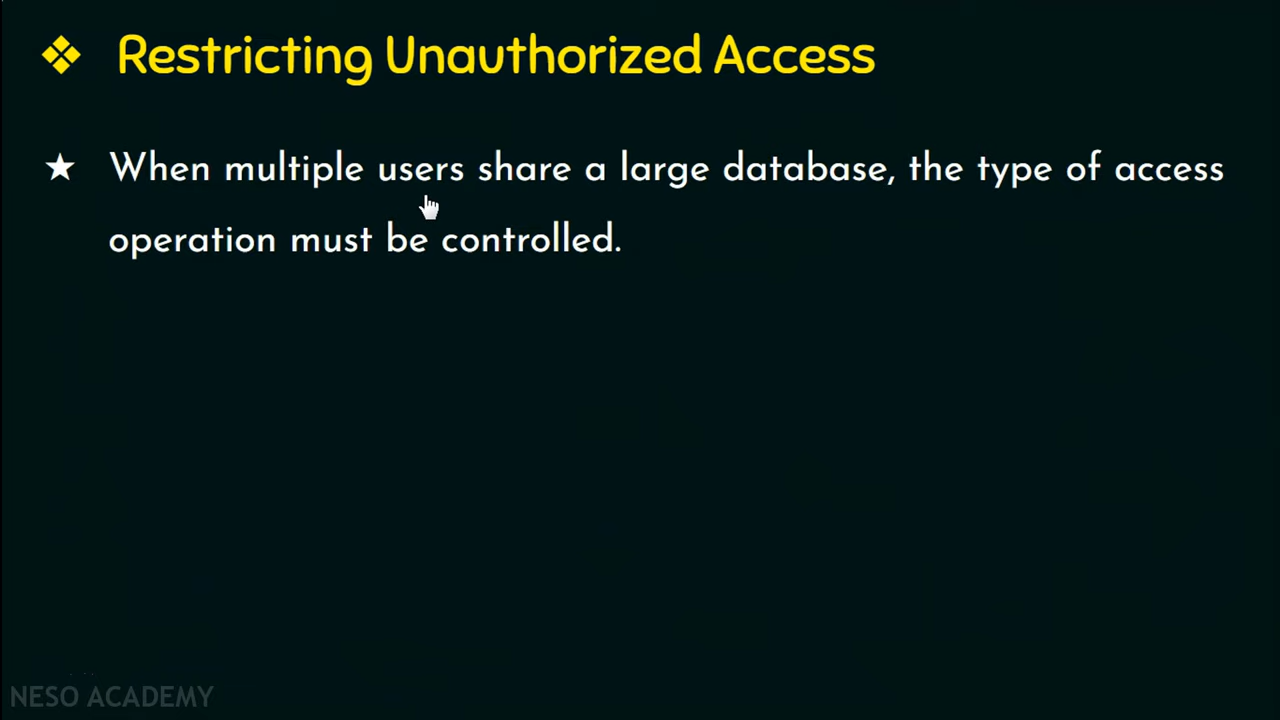 Restricting Unauthorized Access
When multiple users share a large database, the type of access
operation must be controlled.
NESO ACADEMY